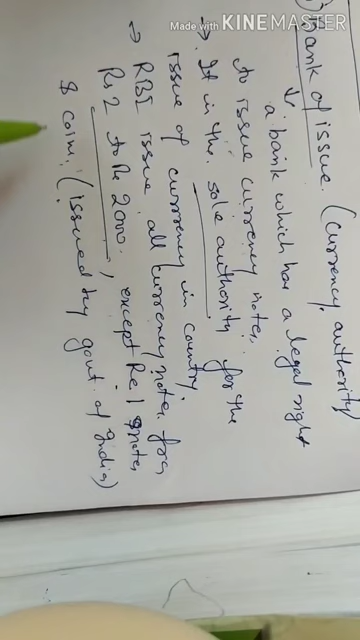 Made with KINEMASTER
Bank of issue (currency authority)
a bank which has a legal right
to issue currency notes.
→ It is the sole authority for the
issue of currency in country.
→ RBI issue all currency notes from
Rs 2 to Rs 2000, except Re. 1 notes
& coins. (issued by govt of India)